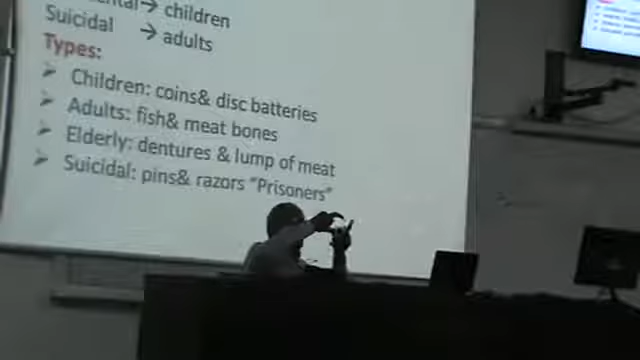 → children
Suicidal → adults
Types:
➤ Children: coins& disc batteries
➤ Adults: fish& meat bones
➤ Elderly: dentures & lump of meat
➤ Suicidal: pins& razors "Prisoners"